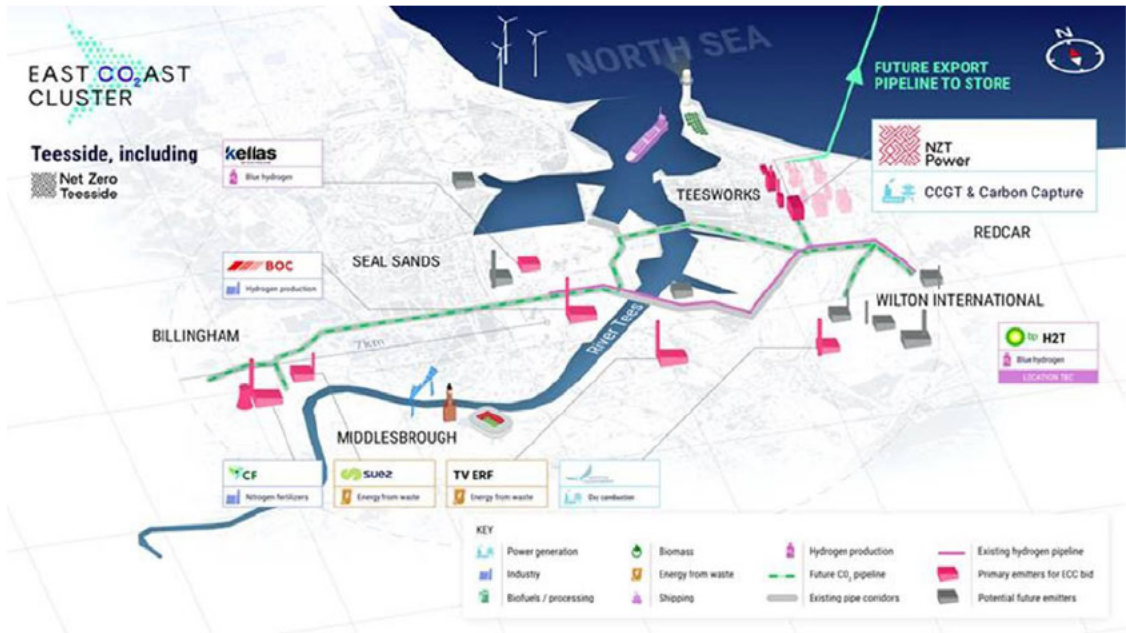 EAST CO₂AST
CLUSTER
Teesside, including
Net Zero
Teesside
NORTH SEA
N
FUTURE EXPORT
PIPELINE TO STORE
NZT
Power
CCGT & Carbon Capture
kellas
Blue hydrogen
TEESWORKS
REDCAR
SEAL SANDS
BOC
Hydrogen production
WILTON INTERNATIONAL
BILLINGHAM
7km
River Tees
bp H2T
Blue hydrogen
LOCATION TBC
MIDDLESBROUGH
CF
Nitrogen fertilizers
suez
Energy from waste
TV ERF
Energy from waste
Oxy combustion
KEY
Power generation
Biomass
Hydrogen production
Existing hydrogen pipeline
Industry
Energy from waste
Future CO₂ pipeline
Primary emitters for ECC bid
Biofuels / processing
Shipping
Existing pipe corridors
Potential future emitters